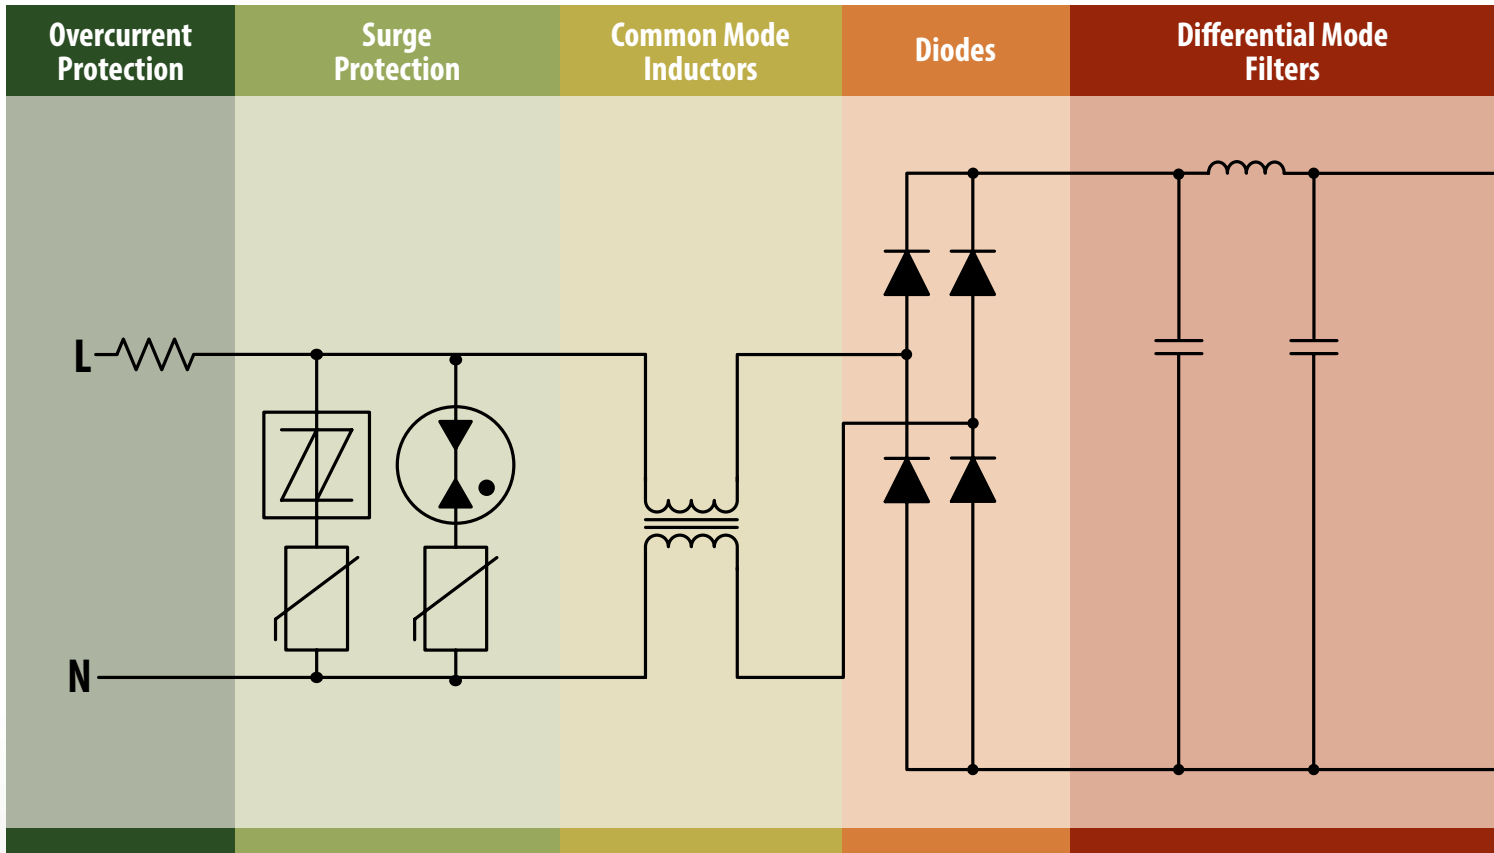 Overcurrent
Protection
Surge
Protection
Common Mode
Inductors
Diodes
Differential Mode
Filters
L
N